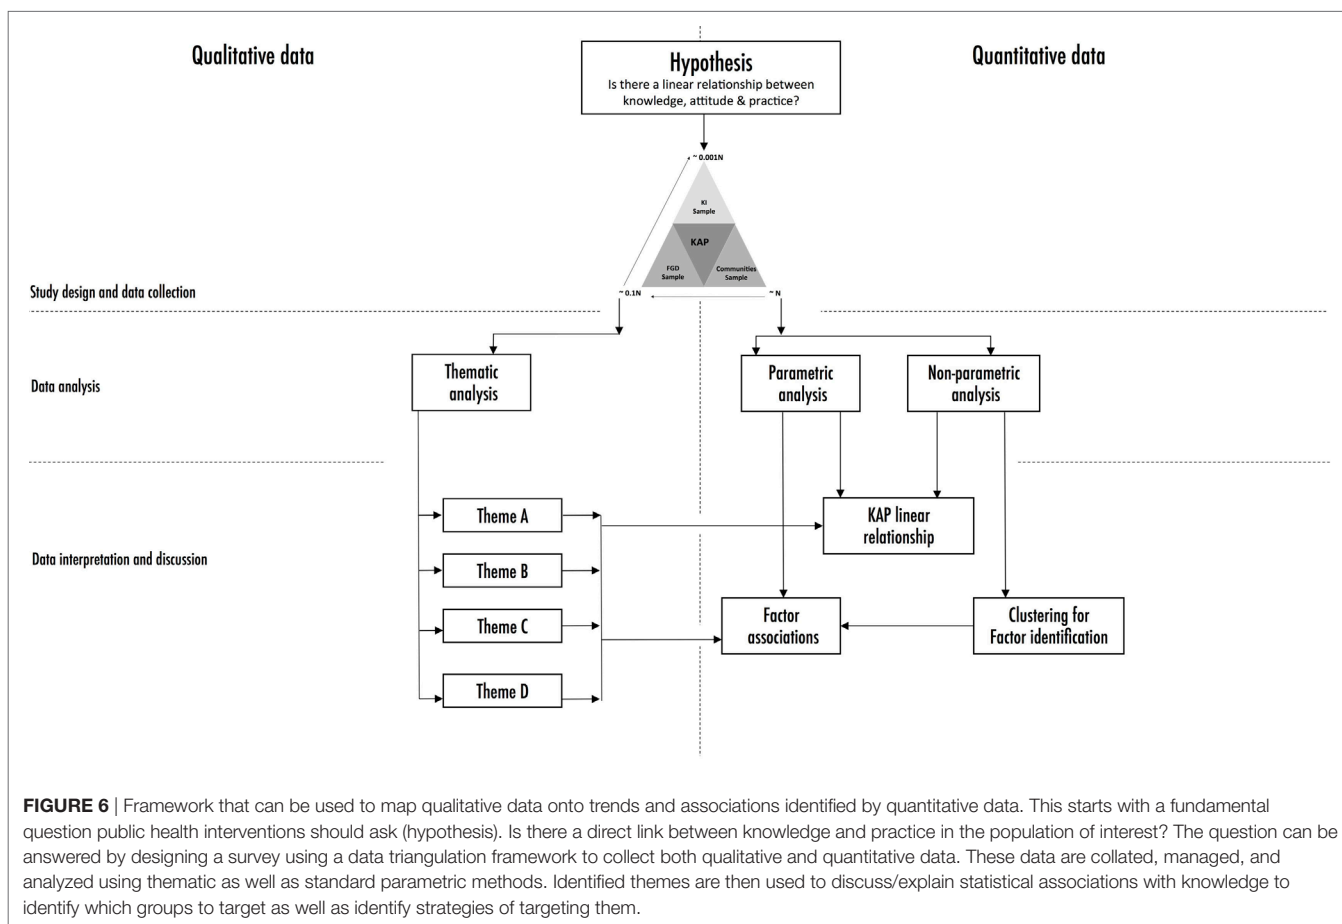 Qualitative data
Hypothesis
Is there a linear relationship between
knowledge, attitude & practice?
Quantitative data
~ 0.001N
KI
Sample
KAP
FGD
Sample
Communities
Sample
~ 0.1N
~ N
Study design and data collection
Data analysis
Thematic
analysis
Parametric
analysis
Non-parametric
analysis
Data interpretation and discussion
Theme A
Theme B
Theme C
Theme D
KAP linear
relationship
Factor
associations
Clustering for
Factor identification
FIGURE 6 | Framework that can be used to map qualitative data onto trends and associations identified by quantitative data. This starts with a fundamental
question public health interventions should ask (hypothesis). Is there a direct link between knowledge and practice in the population of interest? The question can be
answered by designing a survey using a data triangulation framework to collect both qualitative and quantitative data. These data are collated, managed, and
analyzed using thematic as well as standard parametric methods. Identified themes are then used to discuss/explain statistical associations with knowledge to
identify which groups to target as well as identify strategies of targeting them.